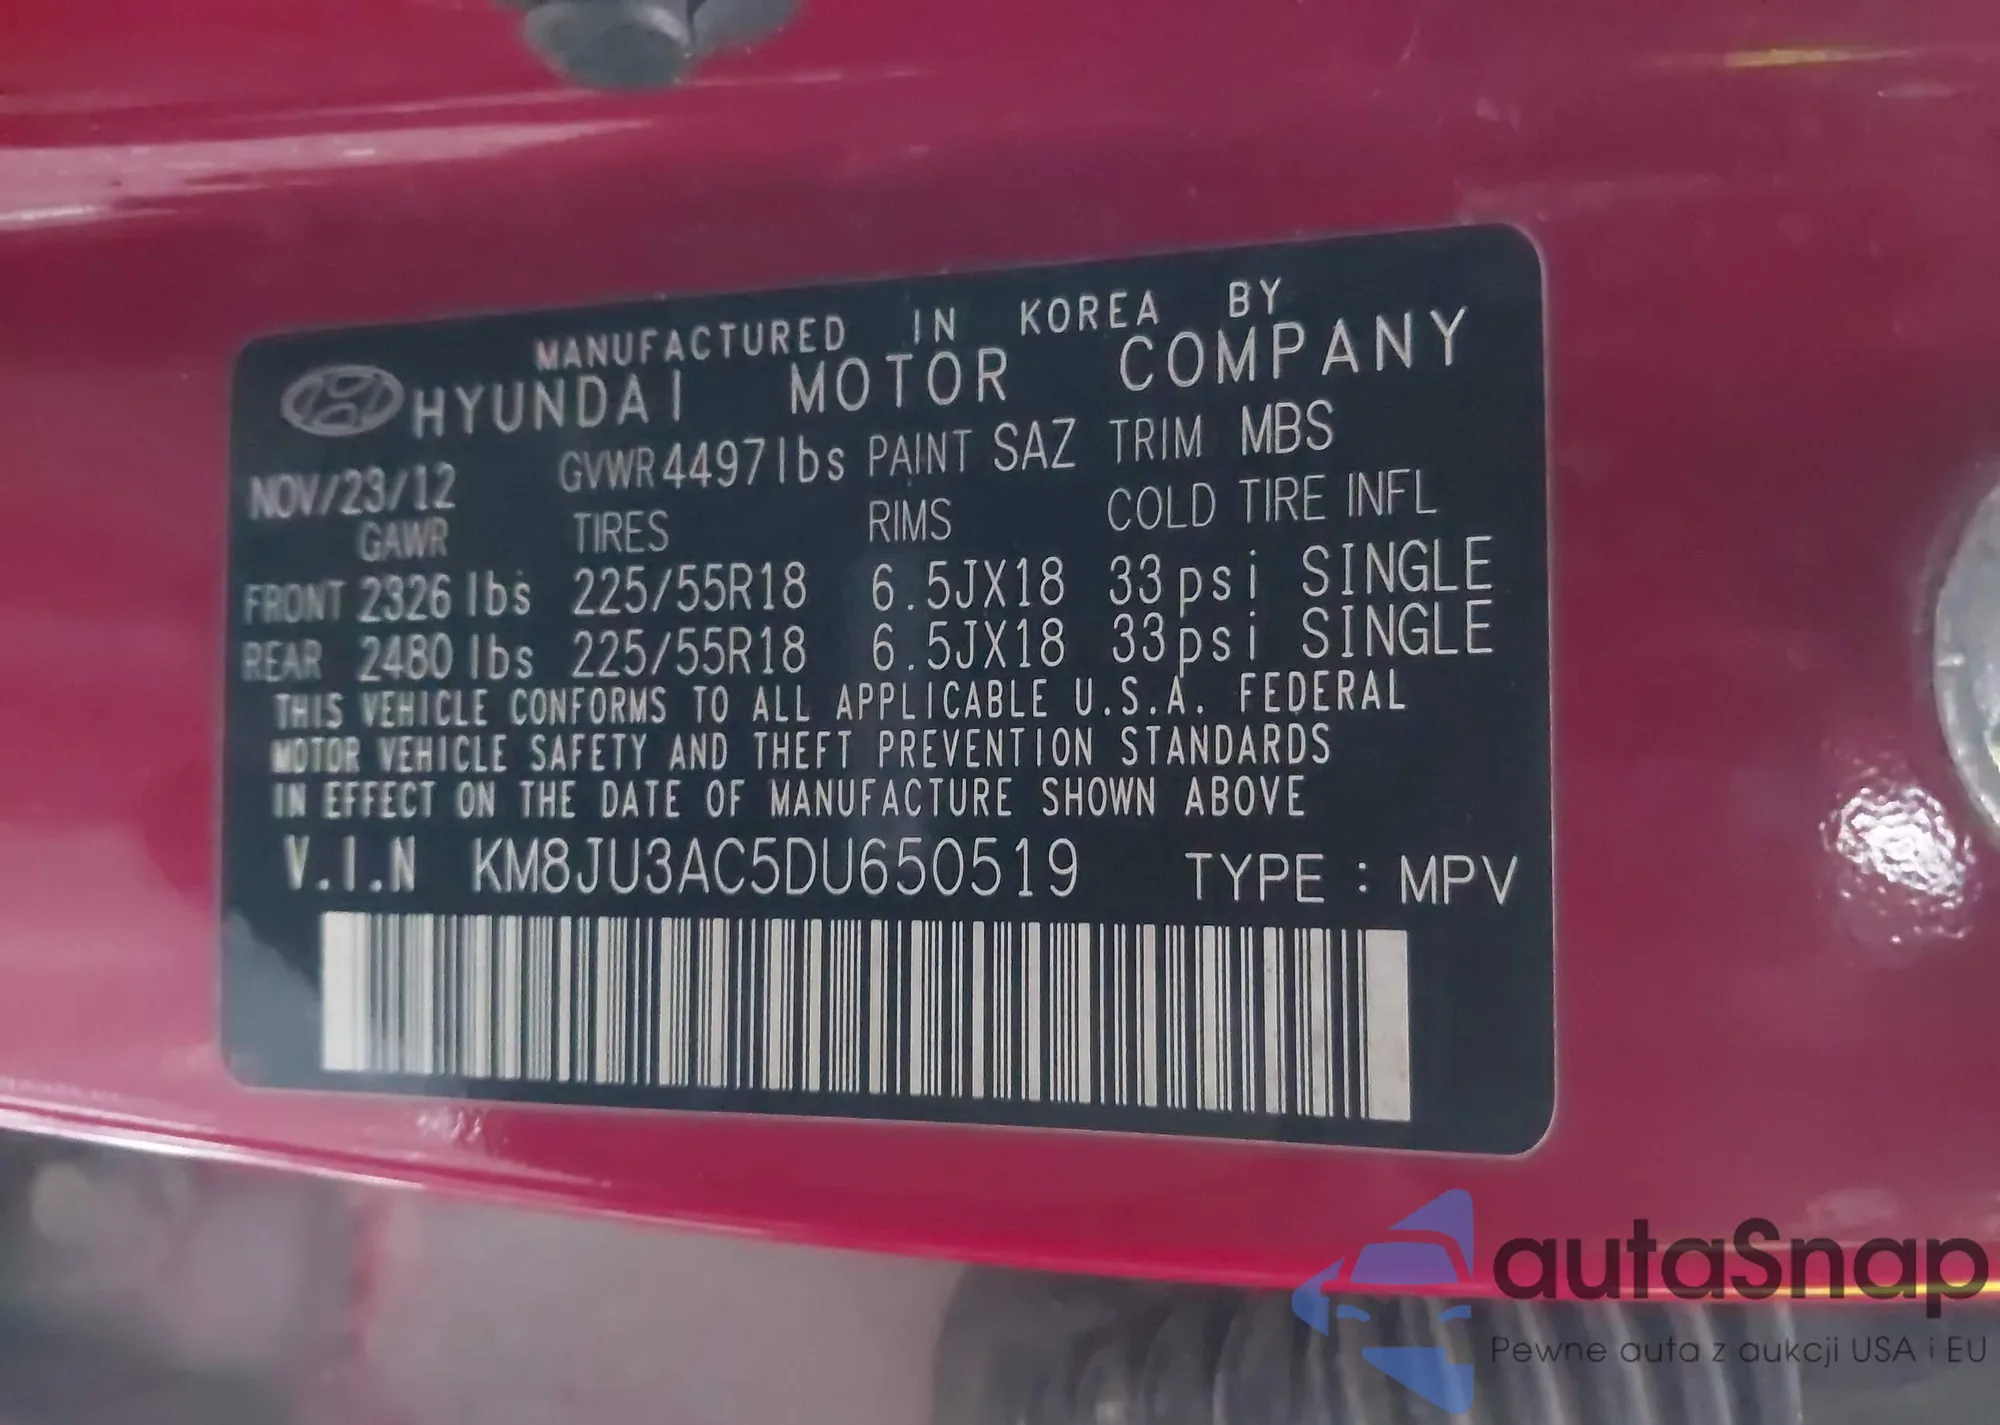 MANUFACTURED IN KOREA BY
HYUNDAI MOTOR COMPANY
NOV/23/12 GVWR 4497lbs PAINT SAZ TRIM MBS
GAWR TIRES RIMS COLD TIRE INFL
FRONT 2326 lbs 225/55R18 6.5JX18 33psi SINGLE
REAR 2480 lbs 225/55R18 6.5JX18 33psi SINGLE
THIS VEHICLE CONFORMS TO ALL APPLICABLE U.S.A. FEDERAL
MOTOR VEHICLE SAFETY AND THEFT PREVENTION STANDARDS
IN EFFECT ON THE DATE OF MANUFACTURE SHOWN ABOVE
V.I.N KM8JU3AC5DU650519 TYPE : MPV
autaSnap
Pewne auta z aukcji USA i EU